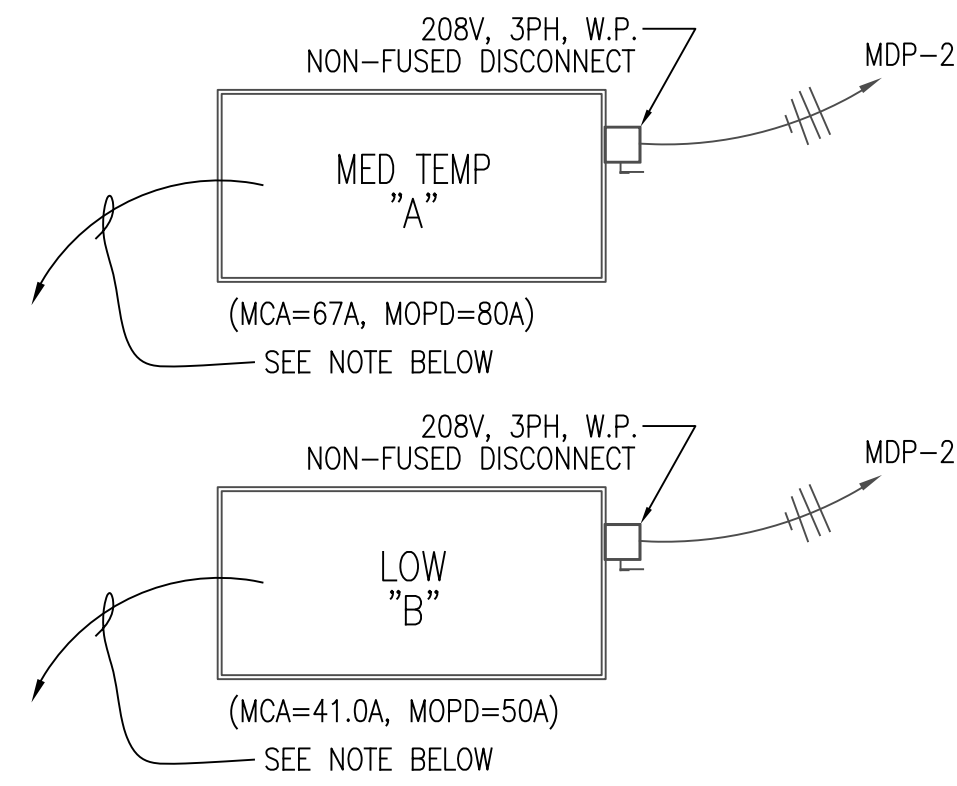 208V, 3PH, W.P.
NON-FUSED DISCONNECT
MDP-2
MED TEMP
"A"
(MCA=67A, MOPD=80A)
SEE NOTE BELOW
208V, 3PH, W.P.
NON-FUSED DISCONNECT
MDP-2
LOW
"B"
(MCA=41.0A, MOPD=50A)
SEE NOTE BELOW